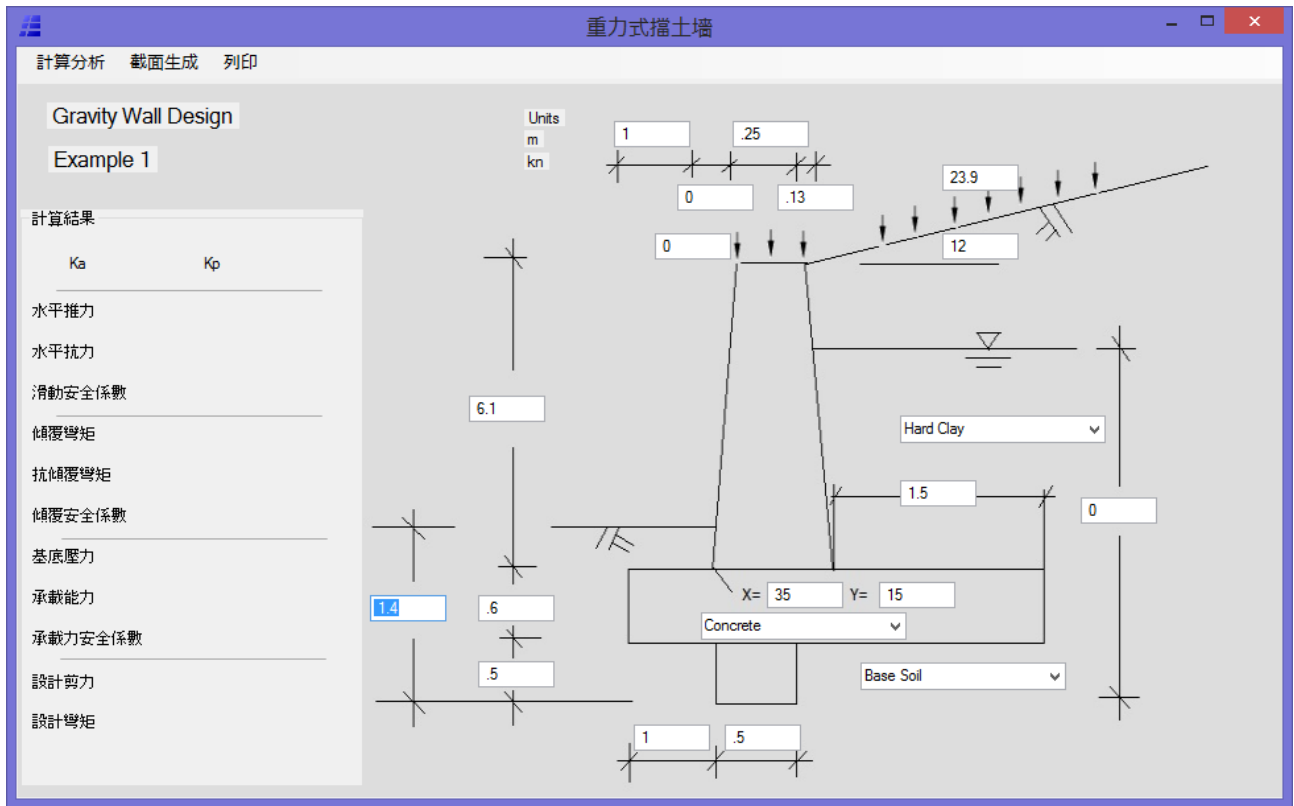 重力式擋土墻
計算分析 截面生成 列印
Gravity Wall Design
Example 1
Units
m
kn
1
.25
0
.13
23.9
0
12
計算結果
Ka Kp
水平推力
水平抗力
滑動安全係數
傾覆彎矩
抗傾覆彎矩
傾覆安全係數
基底壓力
承載能力
承載力安全係數
設計剪力
設計彎矩
6.1
Hard Clay
1.5
0
X= 35 Y= 15
1.4
.6
Concrete
.5
Base Soil
1
.5